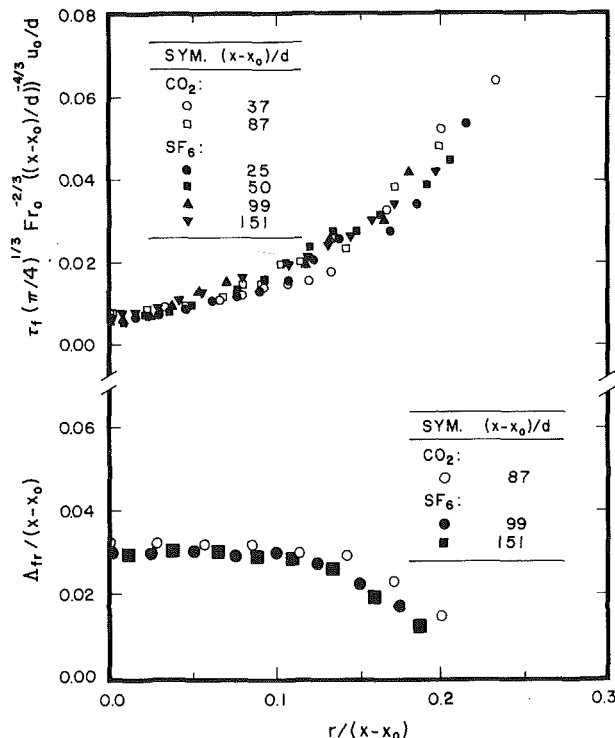 0.08
0.06
0.04
0.02
0.00
τf (π/4)^1/3 Fro^-2/3 ((x-xo)/d)^-4/3 uo/d
SYM. (x-xo)/d
CO2:
○ 37
□ 87
SF6:
● 25
■ 50
▲ 99
▼ 151
0.06
0.04
0.02
0.00
Δfr/(x-xo)
SYM. (x-xo)/d
CO2:
○ 87
SF6:
● 99
■ 151
0.0 0.1 0.2 0.3
r/(x-xo)